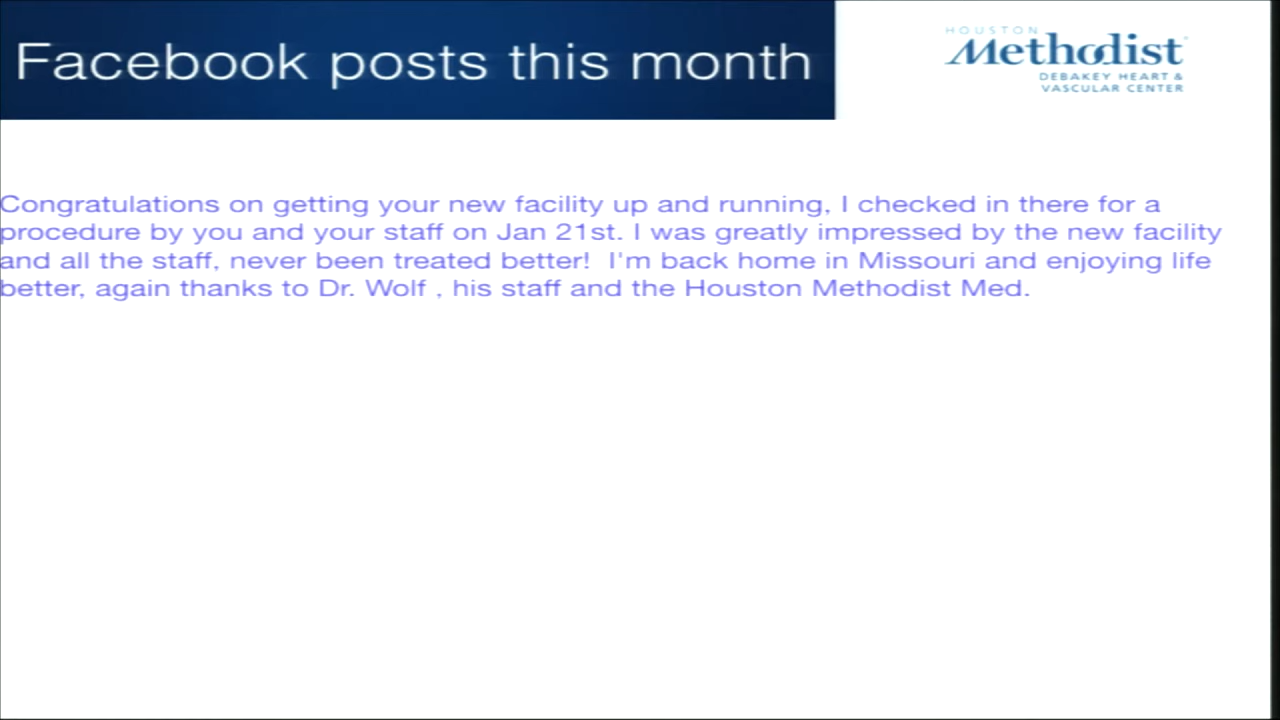 Facebook posts this month
HOUSTON
Methodist
DEBAKEY HEART &
VASCULAR CENTER
Congratulations on getting your new facility up and running, I checked in there for a
procedure by you and your staff on Jan 21st. I was greatly impressed by the new facility
and all the staff, never been treated better!  I'm back home in Missouri and enjoying life
better, again thanks to Dr. Wolf , his staff and the Houston Methodist Med.